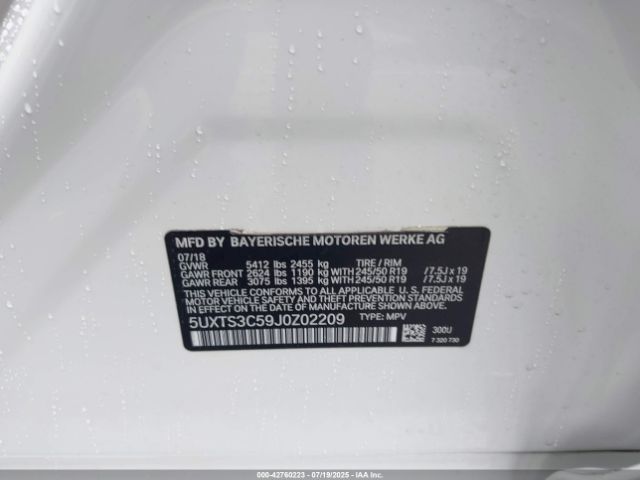 MFD BY BAYERISCHE MOTOREN WERKE AG
07/18
GVWR 5412 lbs 2455 kg TIRE / RIM
GAWR FRONT 2624 lbs 1190 kg WITH 245/50 R19 /7.5J x 19
GAWR REAR 3075 lbs 1395 kg WITH 245/50 R19 /7.5J x 19
THIS VEHICLE CONFORMS TO ALL APPLICABLE U.S. FEDERAL
MOTOR VEHICLE SAFETY, BUMPER, AND THEFT PREVENTION
STANDARDS IN EFFECT ON THE DATE OF MANUFACTURE SHOWN ABOVE.
5UXTS3C59J0Z02209 TYPE: MPV
300U
7 320 730
000-42760223 | 07/19/2025 | IAAI, Inc.